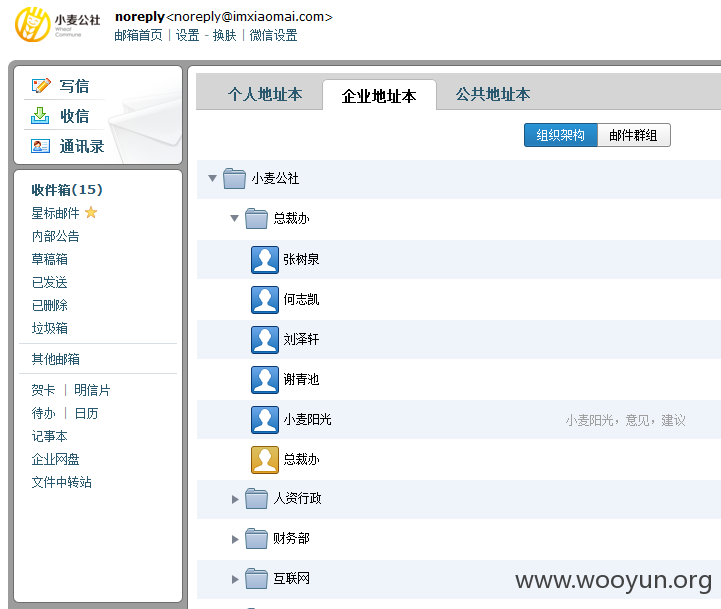 小麦公社
Wheat
Commune
noreply<noreply@imxiaomai.com>
邮箱首页 | 设置 - 换肤 | 微信设置
写信
收信
通讯录
收件箱(15)
星标邮件
内部公告
草稿箱
已发送
已删除
垃圾箱
其他邮箱
贺卡 | 明信片
待办 | 日历
记事本
企业网盘
文件中转站
个人地址本 企业地址本 公共地址本
组织架构 邮件群组
小麦公社
总裁办
张树泉
何志凯
刘泽轩
谢青池
小麦阳光 小麦阳光，意见，建议
总裁办
人资行政
财务部
互联网
www.wooyun.org